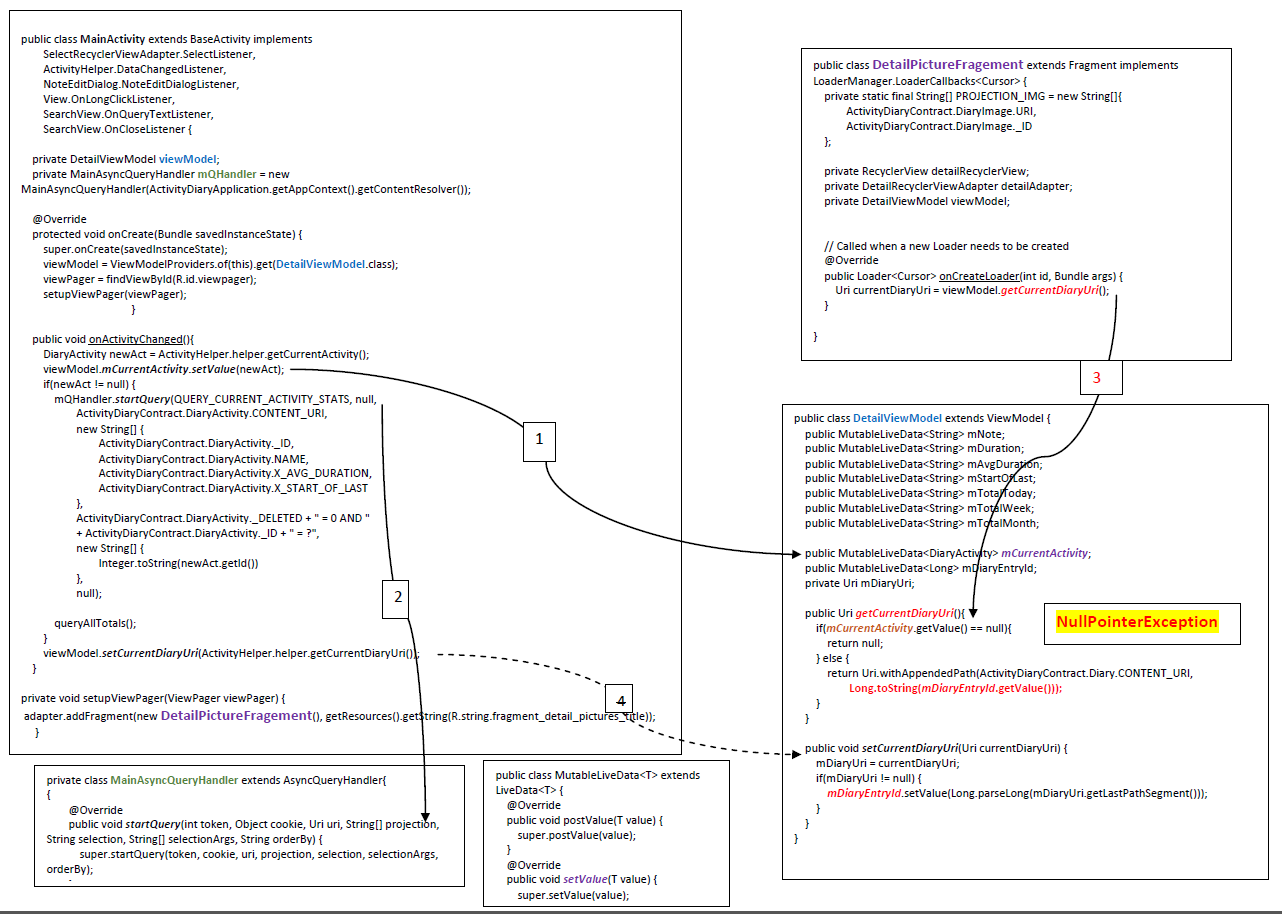 public class MainActivity extends BaseActivity implements
SelectRecyclerViewAdapter.SelectListener,
ActivityHelper.DataChangedListener,
NoteEditDialog.NoteEditDialogListener,
View.OnLongClickListener,
SearchView.OnQueryTextListener,
SearchView.OnCloseListener {
private DetailViewModel viewModel;
private MainAsyncQueryHandler mQHandler = new
MainAsyncQueryHandler(ActivityDiaryApplication.getAppContext().getContentResolver());
@Override
protected void onCreate(Bundle savedInstanceState) {
super.onCreate(savedInstanceState);
viewModel = ViewModelProviders.of(this).get(DetailViewModel.class);
viewPager = findViewById(R.id.viewpager);
setupViewPager(viewPager);
}
public void onActivityChanged(){
DiaryActivity newAct = ActivityHelper.helper.getCurrentActivity();
viewModel.mCurrentActivity.setValue(newAct);
if(newAct != null) {
mQHandler.startQuery(QUERY_CURRENT_ACTIVITY_STATS, null,
ActivityDiaryContract.DiaryActivity.CONTENT_URI,
new String[] {
ActivityDiaryContract.DiaryActivity._ID,
ActivityDiaryContract.DiaryActivity.NAME,
ActivityDiaryContract.DiaryActivity.X_AVG_DURATION,
ActivityDiaryContract.DiaryActivity.X_START_OF_LAST
},
ActivityDiaryContract.DiaryActivity._DELETED + " = 0 AND "
+ ActivityDiaryContract.DiaryActivity._ID + " = ?",
new String[] {
Integer.toString(newAct.getId())
},
null);
queryAllTotals();
}
viewModel.setCurrentDiaryUri(ActivityHelper.helper.getCurrentDiaryUri());
}
private void setupViewPager(ViewPager viewPager) {
adapter.addFragment(new DetailPictureFragement(), getResources().getString(R.string.fragment_detail_pictures_title));
}
private class MainAsyncQueryHandler extends AsyncQueryHandler{
{
@Override
public void startQuery(int token, Object cookie, Uri uri, String[] projection,
String selection, String[] selectionArgs, String orderBy) {
super.startQuery(token, cookie, uri, projection, selection, selectionArgs,
orderBy);
public class MutableLiveData<T> extends
LiveData<T> {
@Override
public void postValue(T value) {
super.postValue(value);
}
@Override
public void setValue(T value) {
super.setValue(value);
1
2
3
4
public class DetailPictureFragement extends Fragment implements
LoaderManager.LoaderCallbacks<Cursor> {
private static final String[] PROJECTION_IMG = new String[]{
ActivityDiaryContract.DiaryImage.URI,
ActivityDiaryContract.DiaryImage._ID
};
private RecyclerView detailRecyclerView;
private DetailRecyclerViewAdapter detailAdapter;
private DetailViewModel viewModel;
// Called when a new Loader needs to be created
@Override
public Loader<Cursor> onCreateLoader(int id, Bundle args) {
Uri currentDiaryUri = viewModel.getCurrentDiaryUri();
}
}
public class DetailViewModel extends ViewModel {
public MutableLiveData<String> mNote;
public MutableLiveData<String> mDuration;
public MutableLiveData<String> mAvgDuration;
public MutableLiveData<String> mStartOfLast;
public MutableLiveData<String> mTotalToday;
public MutableLiveData<String> mTotalWeek;
public MutableLiveData<String> mTotalMonth;
public MutableLiveData<DiaryActivity> mCurrentActivity;
public MutableLiveData<Long> mDiaryEntryId;
private Uri mDiaryUri;
public Uri getCurrentDiaryUri(){
if(mCurrentActivity.getValue() == null){
return null;
} else {
return Uri.withAppendedPath(ActivityDiaryContract.Diary.CONTENT_URI,
Long.toString(mDiaryEntryId.getValue()));
}
}
public void setCurrentDiaryUri(Uri currentDiaryUri) {
mDiaryUri = currentDiaryUri;
if(mDiaryUri != null) {
mDiaryEntryId.setValue(Long.parseLong(mDiaryUri.getLastPathSegment()));
}
}
}
NullPointerException